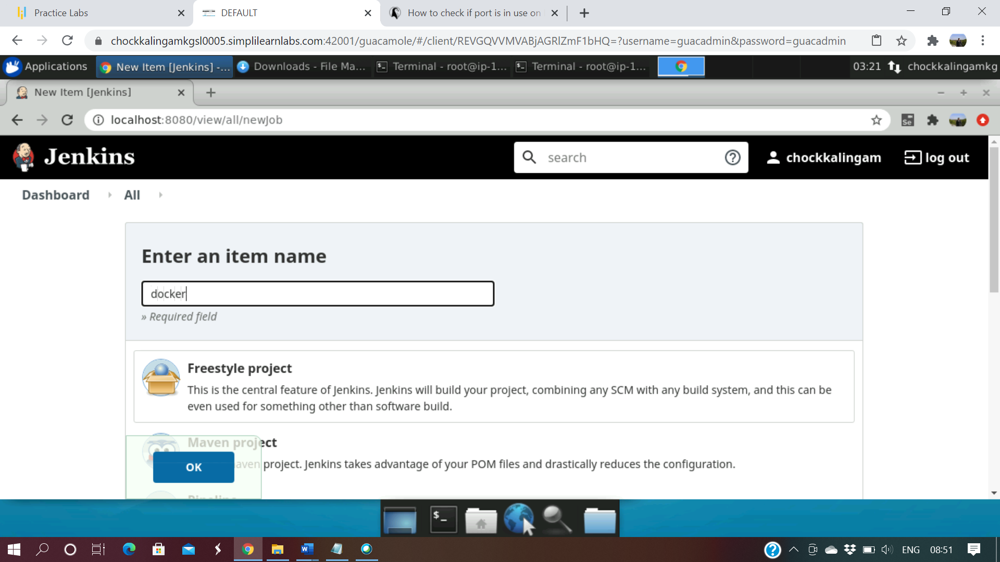 Practice Labs
DEFAULT
How to check if port is in use on
chockkalingamkgsl0005.simplilearnlabs.com:42001/guacamole/#/client/REVGQVVMVABjAGRlZmF1bHQ=?username=guacadmin&password=guacadmin
Applications
New Item [Jenkins] -...
Downloads - File Ma...
Terminal - root@ip-1...
Terminal - root@ip-1...
03:21
chockkalingamkg
New Item [Jenkins]
localhost:8080/view/all/newJob
Se
Jenkins
search
chockkalingam
log out
Dashboard
All
Enter an item name
docker
» Required field
Freestyle project
This is the central feature of Jenkins. Jenkins will build your project, combining any SCM with any build system, and this can be
even used for something other than software build.
Maven project
OK
aven project. Jenkins takes advantage of your POM files and drastically reduces the configuration.
Pipeline
$_
ENG
08:51